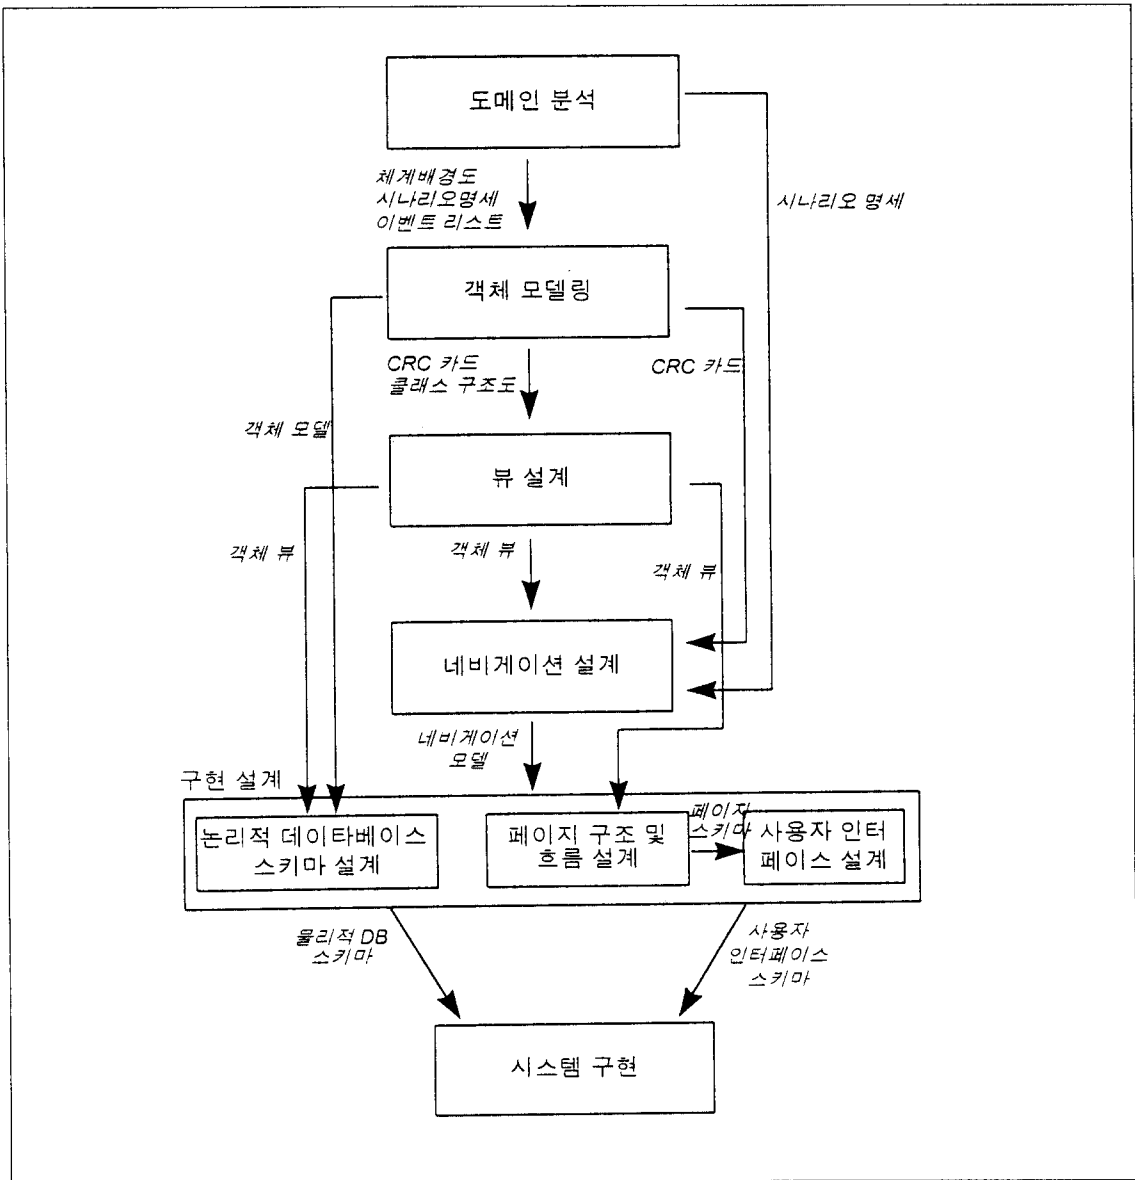 도메인 분석
체계배경도
시나리오명세
이벤트 리스트
시나리오 명세
객체 모델링
CRC 카드
클래스 구조도
CRC 카드
객체 모델
뷰 설계
객체 뷰
객체 뷰
객체 뷰
네비게이션 설계
네비게이션
모델
구현 설계
논리적 데이타베이스
스키마 설계
페이지 구조 및
흐름 설계
페이지
스키마
사용자 인터
페이스 설계
물리적 DB
스키마
사용자
인터페이스
스키마
시스템 구현